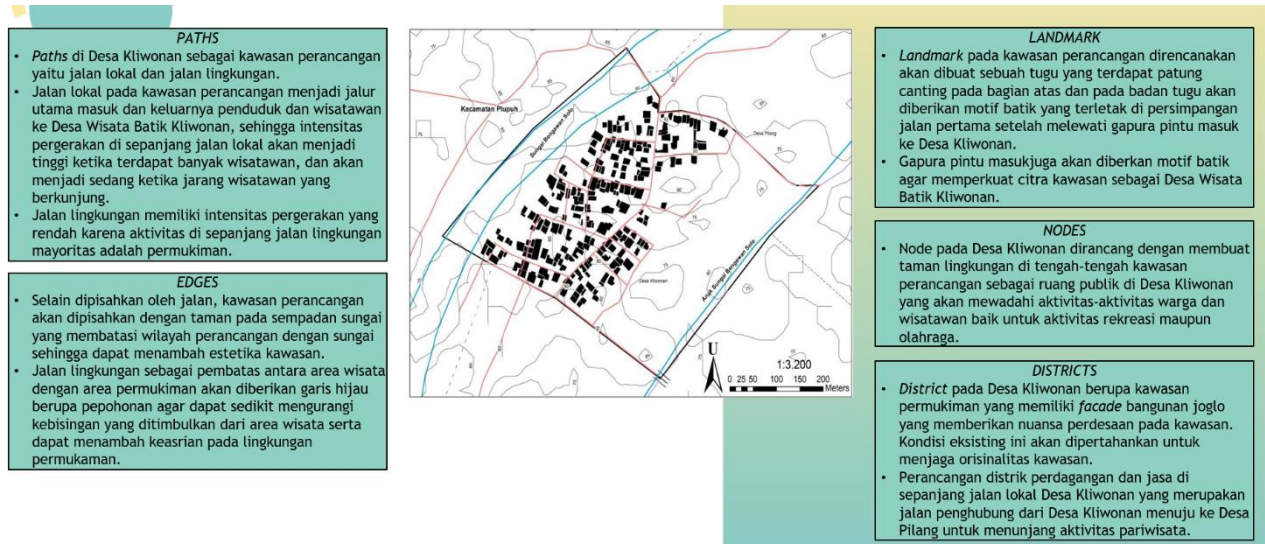 PATHS
• Paths di Desa Kliwonan sebagai kawasan perancangan
yaitu jalan lokal dan jalan lingkungan.
• Jalan lokal pada kawasan perancangan menjadi jalur
utama masuk dan keluarnya penduduk dan wisatawan
ke Desa Wisata Batik Kliwonan, sehingga intensitas
pergerakan di sepanjang jalan lokal akan menjadi
tinggi ketika terdapat banyak wisatawan, dan akan
menjadi sedang ketika jarang wisatawan yang
berkunjung.
• Jalan lingkungan memiliki intensitas pergerakan yang
rendah karena aktivitas di sepanjang jalan lingkungan
mayoritas adalah permukiman.
EDGES
• Selain dipisahkan oleh jalan, kawasan perancangan
akan dipisahkan dengan taman pada sempadan sungai
yang membatasi wilayah perancangan dengan sungai
sehingga dapat menambah estetika kawasan.
• Jalan lingkungan sebagai pembatas antara area wisata
dengan area permukiman akan diberikan garis hijau
berupa pepohonan agar dapat sedikit mengurangi
kebisingan yang ditimbulkan dari area wisata serta
dapat menambah keasrian pada lingkungan
permukaman.
Kecamatan Plupuh
Sungai Bengawan Solo
Desa Pilang
Desa Kliwonan
Anak Sungai Bengawan Solo
U
1:3.200
0 25 50 100 150 200
Meters
LANDMARK
• Landmark pada kawasan perancangan direncanakan
akan dibuat sebuah tugu yang terdapat patung
canting pada bagian atas dan pada badan tugu akan
diberikan motif batik yang terletak di persimpangan
jalan pertama setelah melewati gapura pintu masuk
ke Desa Kliwonan.
• Gapura pintu masukjuga akan diberkan motif batik
agar memperkuat citra kawasan sebagai Desa Wisata
Batik Kliwonan.
NODES
• Node pada Desa Kliwonan dirancang dengan membuat
taman lingkungan di tengah-tengah kawasan
perancangan sebagai ruang publik di Desa Kliwonan
yang akan mewadahi aktivitas-aktivitas warga dan
wisatawan baik untuk aktivitas rekreasi maupun
olahraga.
DISTRICTS
• District pada Desa Kliwonan berupa kawasan
permukiman yang memiliki facade bangunan joglo
yang memberikan nuansa perdesaan pada kawasan.
Kondisi eksisting ini akan dipertahankan untuk
menjaga orisinalitas kawasan.
• Perancangan distrik perdagangan dan jasa di
sepanjang jalan lokal Desa Kliwonan yang merupakan
jalan penghubung dari Desa Kliwonan menuju ke Desa
Pilang untuk menunjang aktivitas pariwisata.